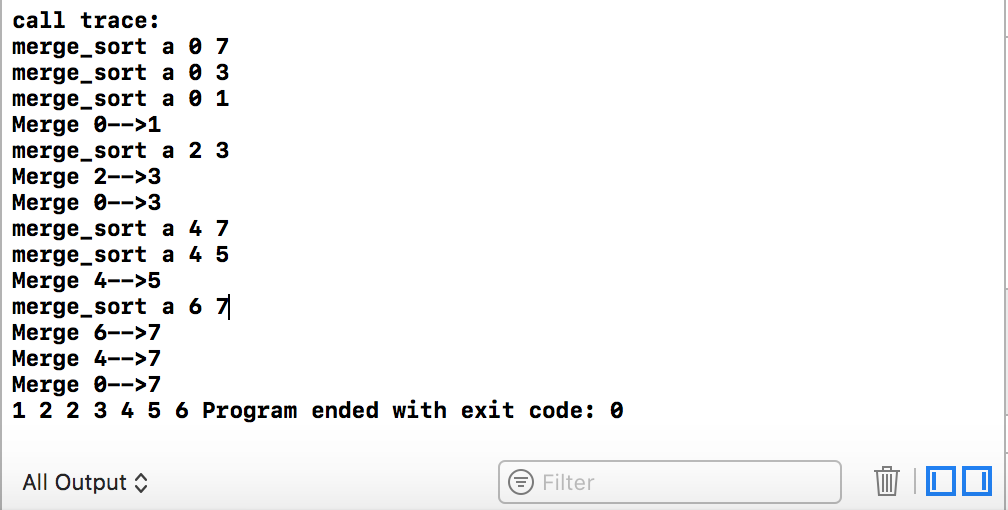 call trace:
merge_sort a 0 7
merge_sort a 0 3
merge_sort a 0 1
Merge 0-->1
merge_sort a 2 3
Merge 2-->3
Merge 0-->3
merge_sort a 4 7
merge_sort a 4 5
Merge 4-->5
merge_sort a 6 7
Merge 6-->7
Merge 4-->7
Merge 0-->7
1 2 2 3 4 5 6 Program ended with exit code: 0
All Output
Filter